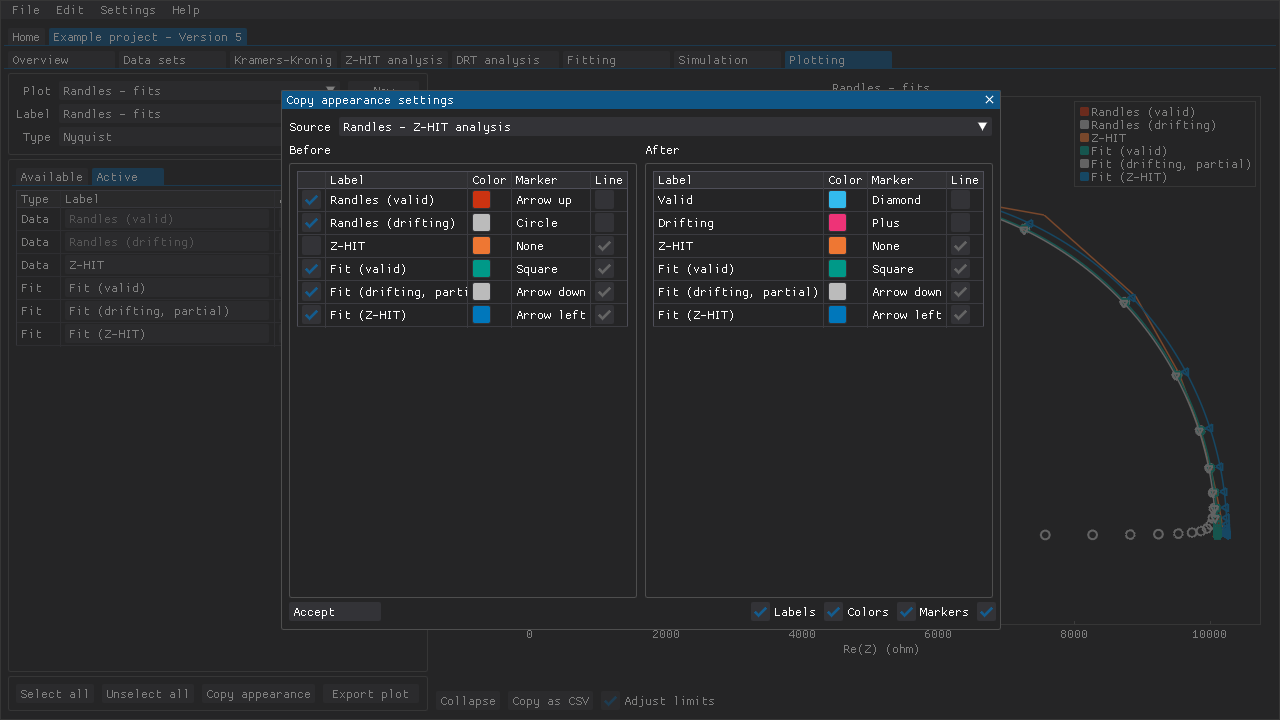 File Edit Settings Help
Home Example project - Version 5
Overview Data sets Kramers-Kronig Z-HIT analysis DRT analysis Fitting Simulation Plotting
Plot Randles - fits
Label Randles - fits
Type Nyquist
Available Active
Type Label
Data Randles (valid)
Data Randles (drifting)
Data Z-HIT
Fit Fit (valid)
Fit Fit (drifting, partial)
Fit Fit (Z-HIT)
Select all Unselect all Copy appearance Export plot
Copy appearance settings
Source Randles - Z-HIT analysis
Before
Label Color Marker Line
Randles (valid) Arrow up
Randles (drifting) Circle
Z-HIT None
Fit (valid) Square
Fit (drifting, parti Arrow down
Fit (Z-HIT) Arrow left
After
Label Color Marker Line
Valid Diamond
Drifting Plus
Z-HIT None
Fit (valid) Square
Fit (drifting, partial) Arrow down
Fit (Z-HIT) Arrow left
Accept Labels Colors Markers
Randles - fits
Randles (valid)
Randles (drifting)
Z-HIT
Fit (valid)
Fit (drifting, partial)
Fit (Z-HIT)
0 2000 4000 6000 8000 10000
Re(Z) (ohm)
Collapse Copy as CSV Adjust limits